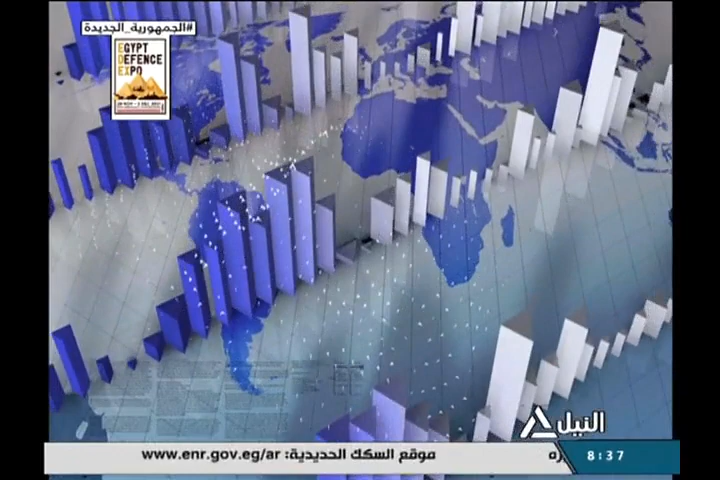 #الجمهورية_الجديدة
EGYPT
DEFENCE
EXPO
النيل
موقع السكك الحديدية: www.enr.gov.eg/ar
8:37